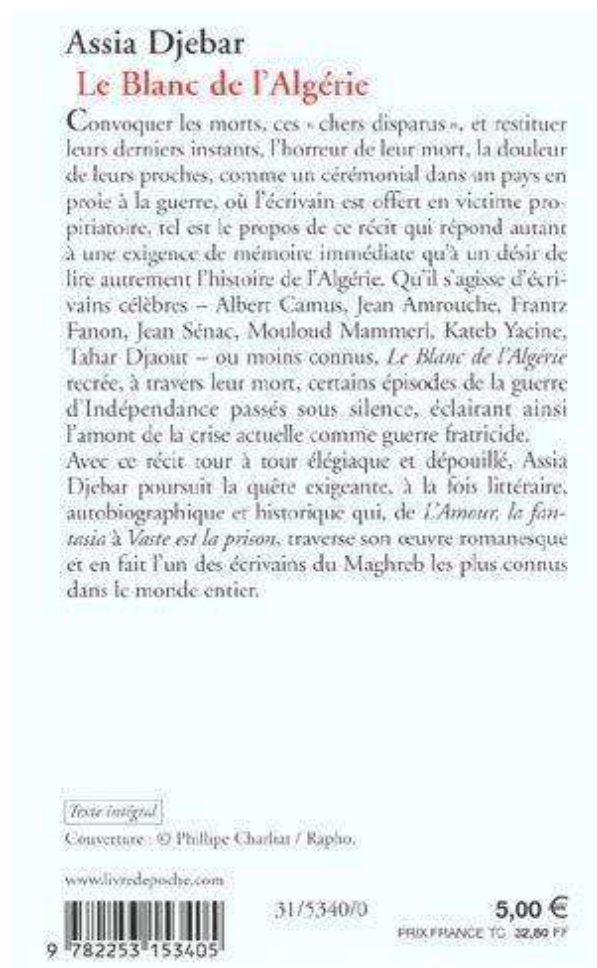 Assia Djebar
Le Blanc de l'Algérie
Convoquer les morts, ces « chers disparus », et restituer
leurs derniers instants, l'horreur de leur mort, la douleur
de leurs proches, comme un cérémonial dans un pays en
proie à la guerre, où l'écrivain est offert en victime pro-
pitiatoire, tel est le propos de ce récit qui répond autant
à une exigence de mémoire immédiate qu'à un désir de
lire autrement l'histoire de l'Algérie. Qu'il s'agisse d'écri-
vains célèbres – Albert Camus, Jean Amrouche, Frantz
Fanon, Jean Sénac, Mouloud Mammeri, Kateb Yacine,
Tahar Djaout – ou moins connus, Le Blanc de l'Algérie
recrée, à travers leur mort, certains épisodes de la guerre
d'Indépendance passés sous silence, éclairant ainsi
l'amont de la crise actuelle comme guerre fratricide.
Avec ce récit tour à tour élégiaque et dépouillé, Assia
Djebar poursuit la quête exigeante, à la fois littéraire,
autobiographique et historique qui, de L'Amour, la fan-
tasia à Vaste est la prison, traverse son œuvre romanesque
et en fait l'un des écrivains du Maghreb les plus connus
dans le monde entier.
Texte intégral
Couverture : © Phillipe Charliat / Rapho.
www.livredepoche.com
31/5340/0
5,00 €
PRIX FRANCE TC 32,80 FF
9 782253 153405